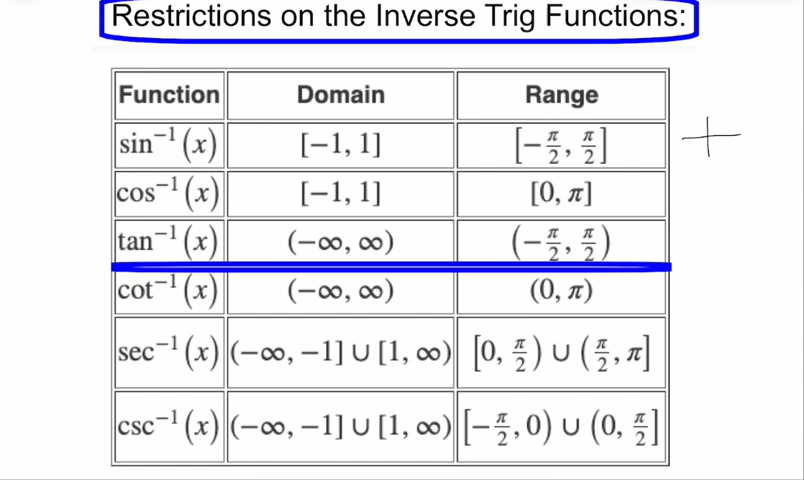 Restrictions on the Inverse Trig Functions:
Function Domain Range
sin⁻¹(x) [−1, 1] [−π/2, π/2]
cos⁻¹(x) [−1, 1] [0, π]
tan⁻¹(x) (−∞, ∞) (−π/2, π/2)
cot⁻¹(x) (−∞, ∞) (0, π)
sec⁻¹(x) (−∞, −1] ∪ [1, ∞) [0, π/2) ∪ (π/2, π]
csc⁻¹(x) (−∞, −1] ∪ [1, ∞) [−π/2, 0) ∪ (0, π/2]